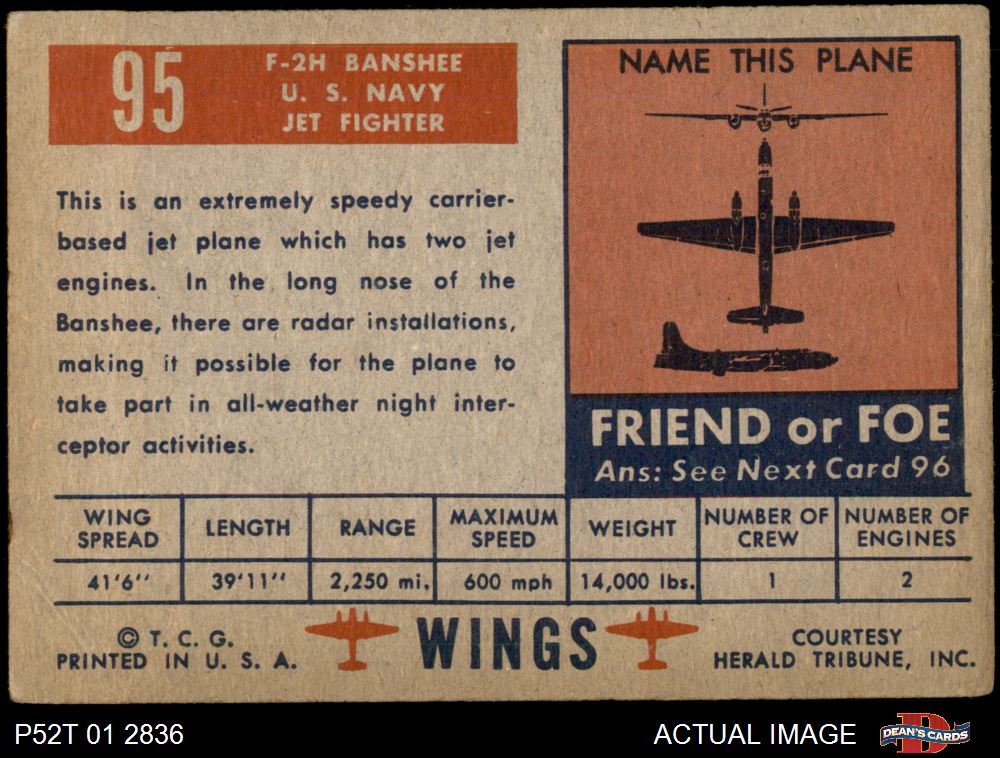 95
F-2H BANSHEE
U. S. NAVY
JET FIGHTER
This is an extremely speedy carrier-
based jet plane which has two jet
engines. In the long nose of the
Banshee, there are radar installations,
making it possible for the plane to
take part in all-weather night inter-
ceptor activities.
NAME THIS PLANE
FRIEND or FOE
Ans: See Next Card 96
WING SPREAD LENGTH RANGE MAXIMUM SPEED WEIGHT NUMBER OF CREW NUMBER OF ENGINES
41'6" 39'11" 2,250 mi. 600 mph 14,000 lbs. 1 2
© T. C. G.
PRINTED IN U. S. A.
WINGS
COURTESY
HERALD TRIBUNE, INC.
P52T 01 2836
ACTUAL IMAGE
DEAN'S CARDS